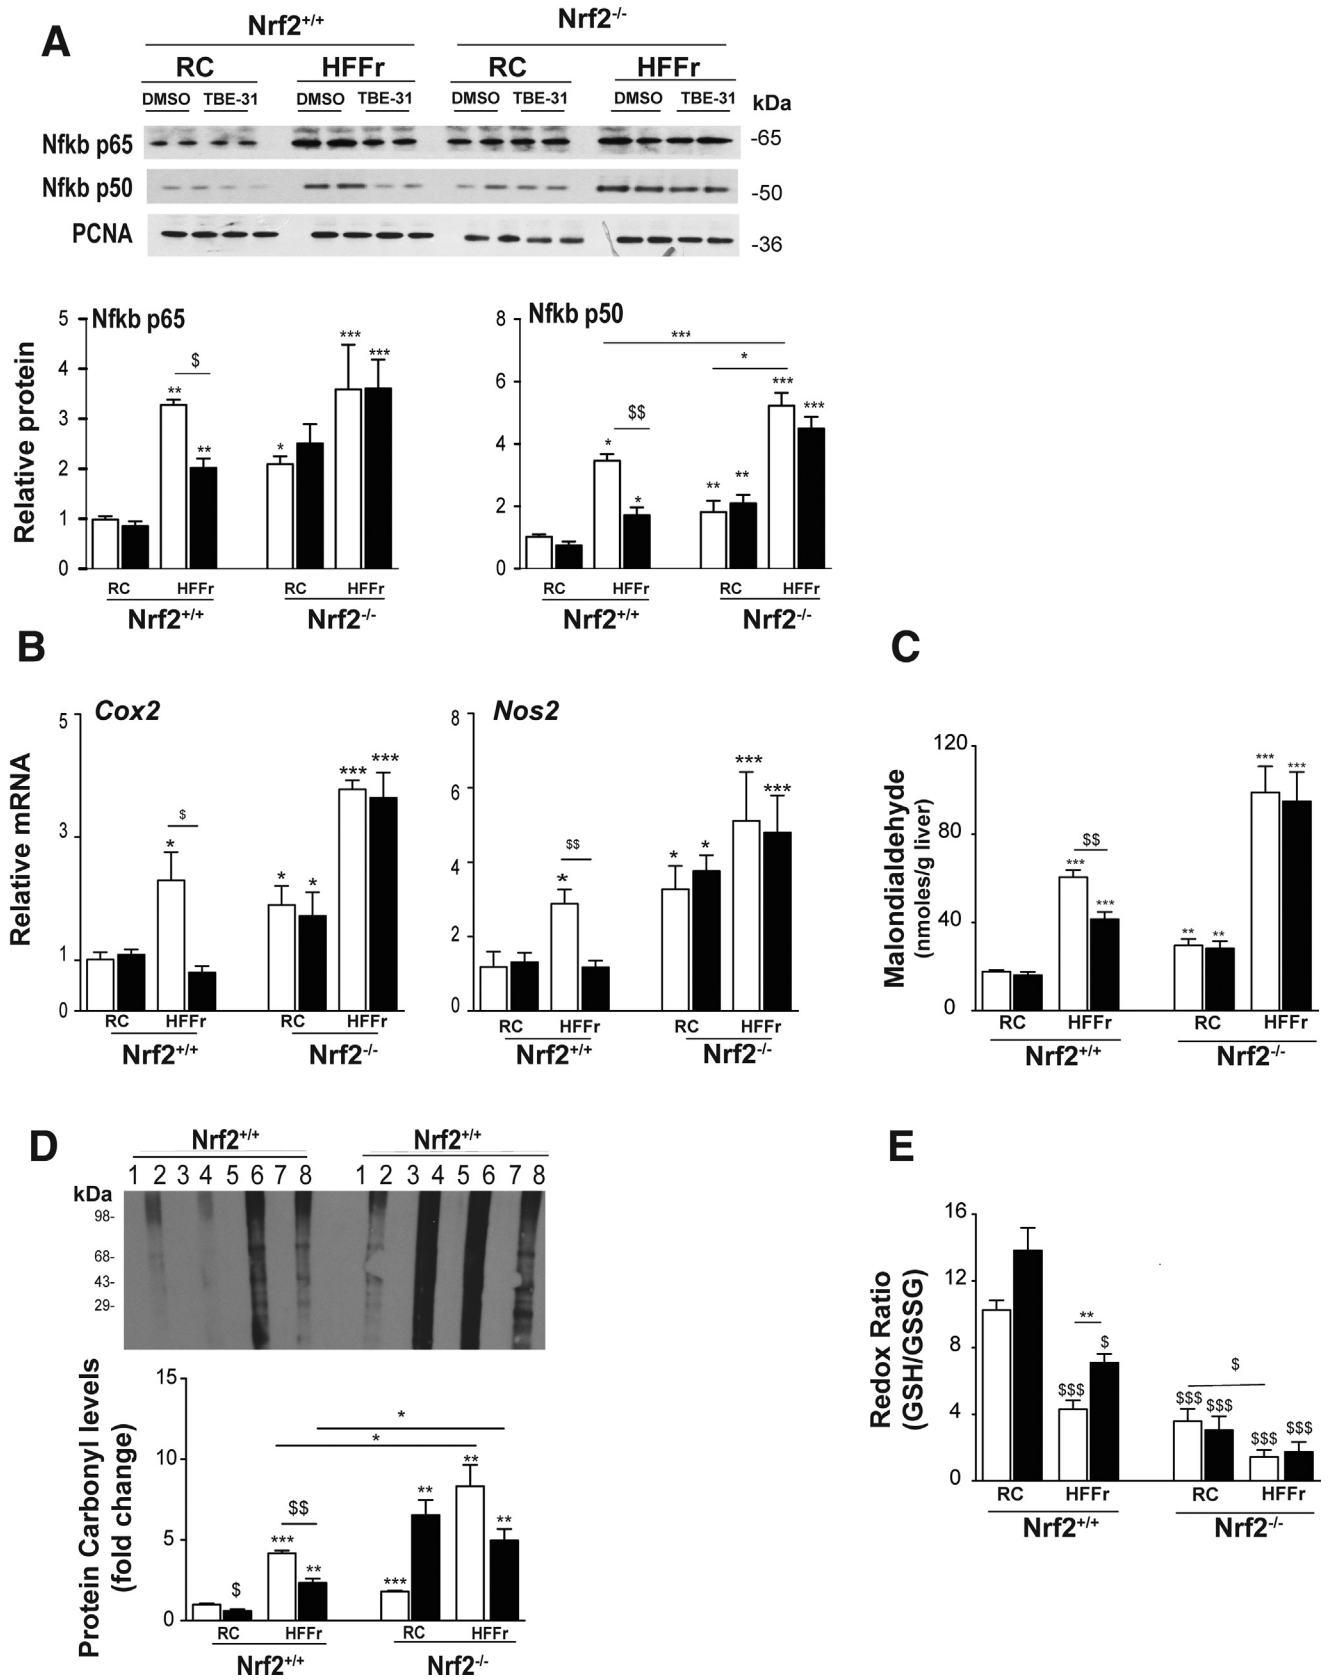 A
Nrf2+/+ Nrf2-/-
RC HFFr RC HFFr
DMSO TBE-31 DMSO TBE-31 DMSO TBE-31 DMSO TBE-31 kDa
Nfkb p65 -65
Nfkb p50 -50
PCNA -36
Nfkb p65
Relative protein
5
4
3
2
1
0
** $ ** * *** ***
RC HFFr RC HFFr
Nrf2+/+ Nrf2-/-
Nfkb p50
8
6
4
2
0
***
*
* $$ * ** ** *** ***
RC HFFr RC HFFr
Nrf2+/+ Nrf2-/-
B
Cox2
Relative mRNA
5
3
1
0
* $ * * *** ***
RC HFFr RC HFFr
Nrf2+/+ Nrf2-/-
Nos2
8
6
4
2
0
* $$ * * *** ***
RC HFFr RC HFFr
Nrf2+/+ Nrf2-/-
C
Malondialdehyde
(nmoles/g liver)
120
80
40
0
*** $$ *** ** ** *** ***
RC HFFr RC HFFr
Nrf2+/+ Nrf2-/-
D
Nrf2+/+ Nrf2+/+
1 2 3 4 5 6 7 8 1 2 3 4 5 6 7 8
kDa
98-
68-
43-
29-
Protein Carbonyl levels
(fold change)
15
10
5
0
*
*
$ *** $$ ** *** ** ** **
RC HFFr RC HFFr
Nrf2+/+ Nrf2-/-
E
Redox Ratio
(GSH/GSSG)
16
12
8
4
0
$$$ ** $ $$$ $$$ $ $$$ $$$
RC HFFr RC HFFr
Nrf2+/+ Nrf2-/-